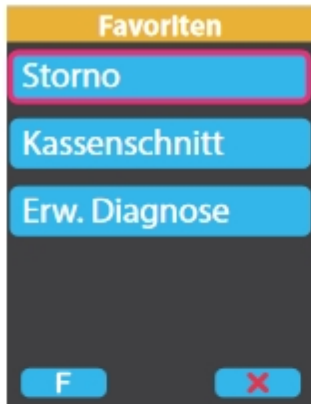 Favoriten
Storno
Kassenschnitt
Erw. Diagnose
F